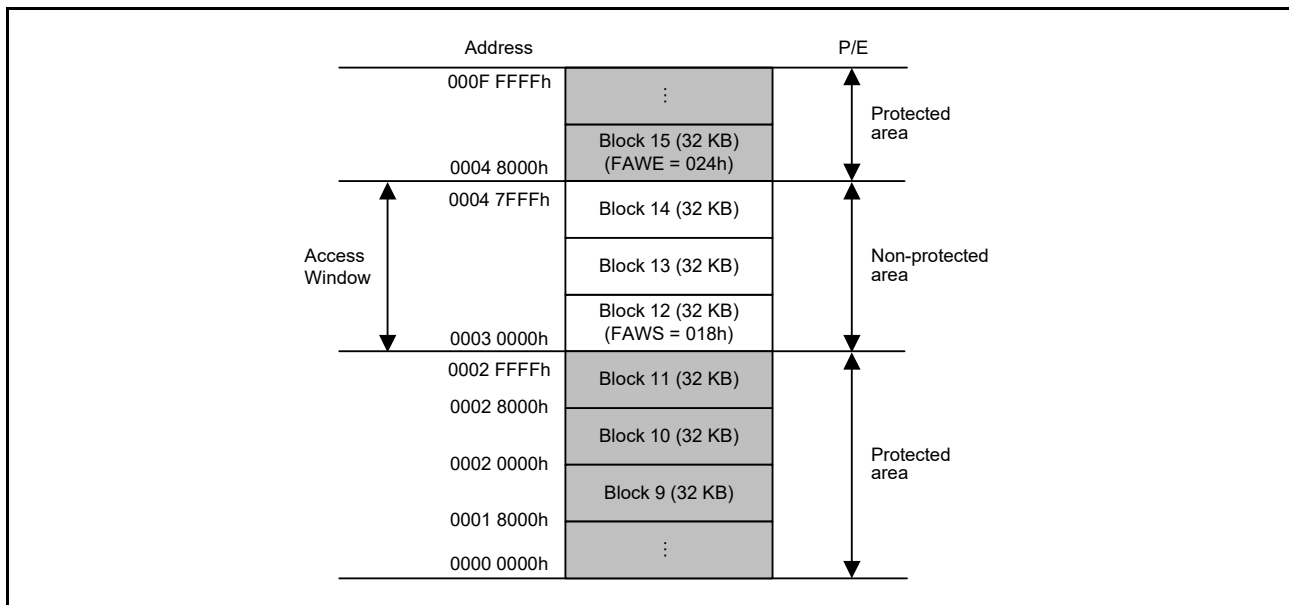 Address P/E
000F FFFFh
⋮
Protected
area
Block 15 (32 KB)
(FAWE = 024h)
0004 8000h
0004 7FFFh
Block 14 (32 KB)
Access
Window
Block 13 (32 KB)
Non-protected
area
Block 12 (32 KB)
(FAWS = 018h)
0003 0000h
0002 FFFFh
Block 11 (32 KB)
0002 8000h
Block 10 (32 KB)
0002 0000h
Protected
area
Block 9 (32 KB)
0001 8000h
⋮
0000 0000h